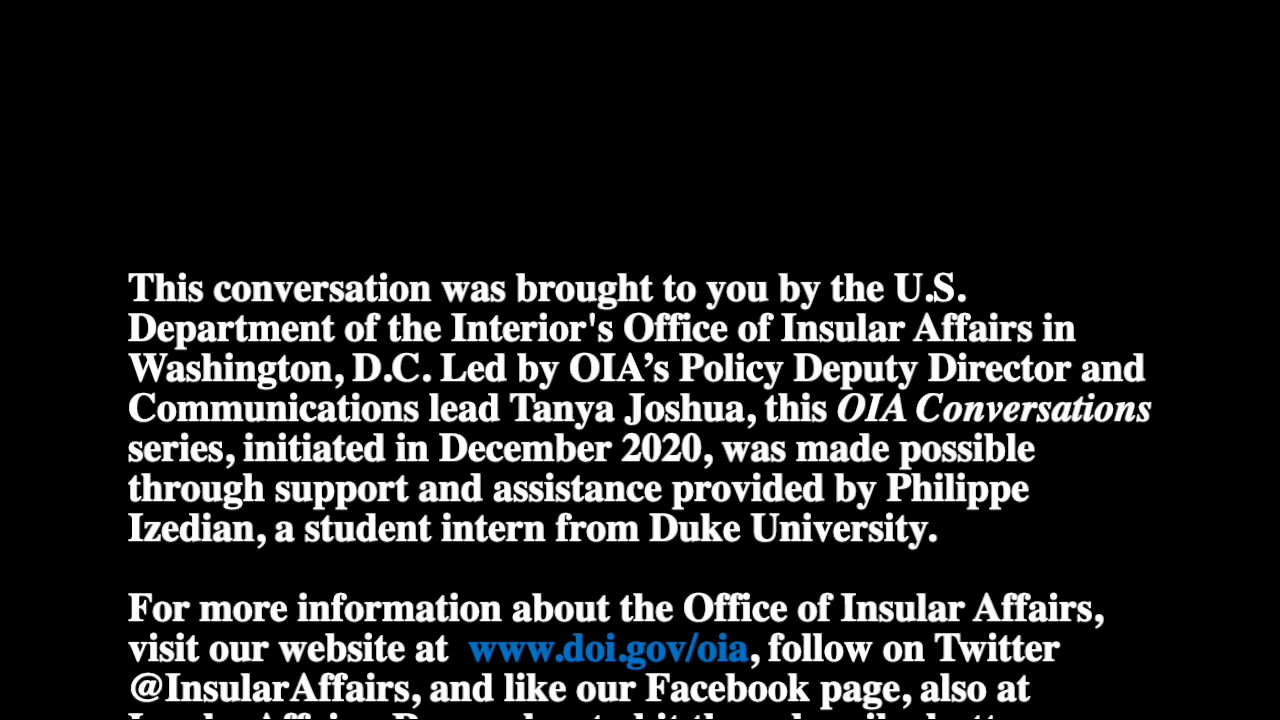 This conversation was brought to you by the U.S.
Department of the Interior's Office of Insular Affairs in
Washington, D.C. Led by OIA’s Policy Deputy Director and
Communications lead Tanya Joshua, this OIA Conversations
series, initiated in December 2020, was made possible
through support and assistance provided by Philippe
Izedian, a student intern from Duke University.
For more information about the Office of Insular Affairs,
visit our website at www.doi.gov/oia, follow on Twitter
@InsularAffairs, and like our Facebook page, also at